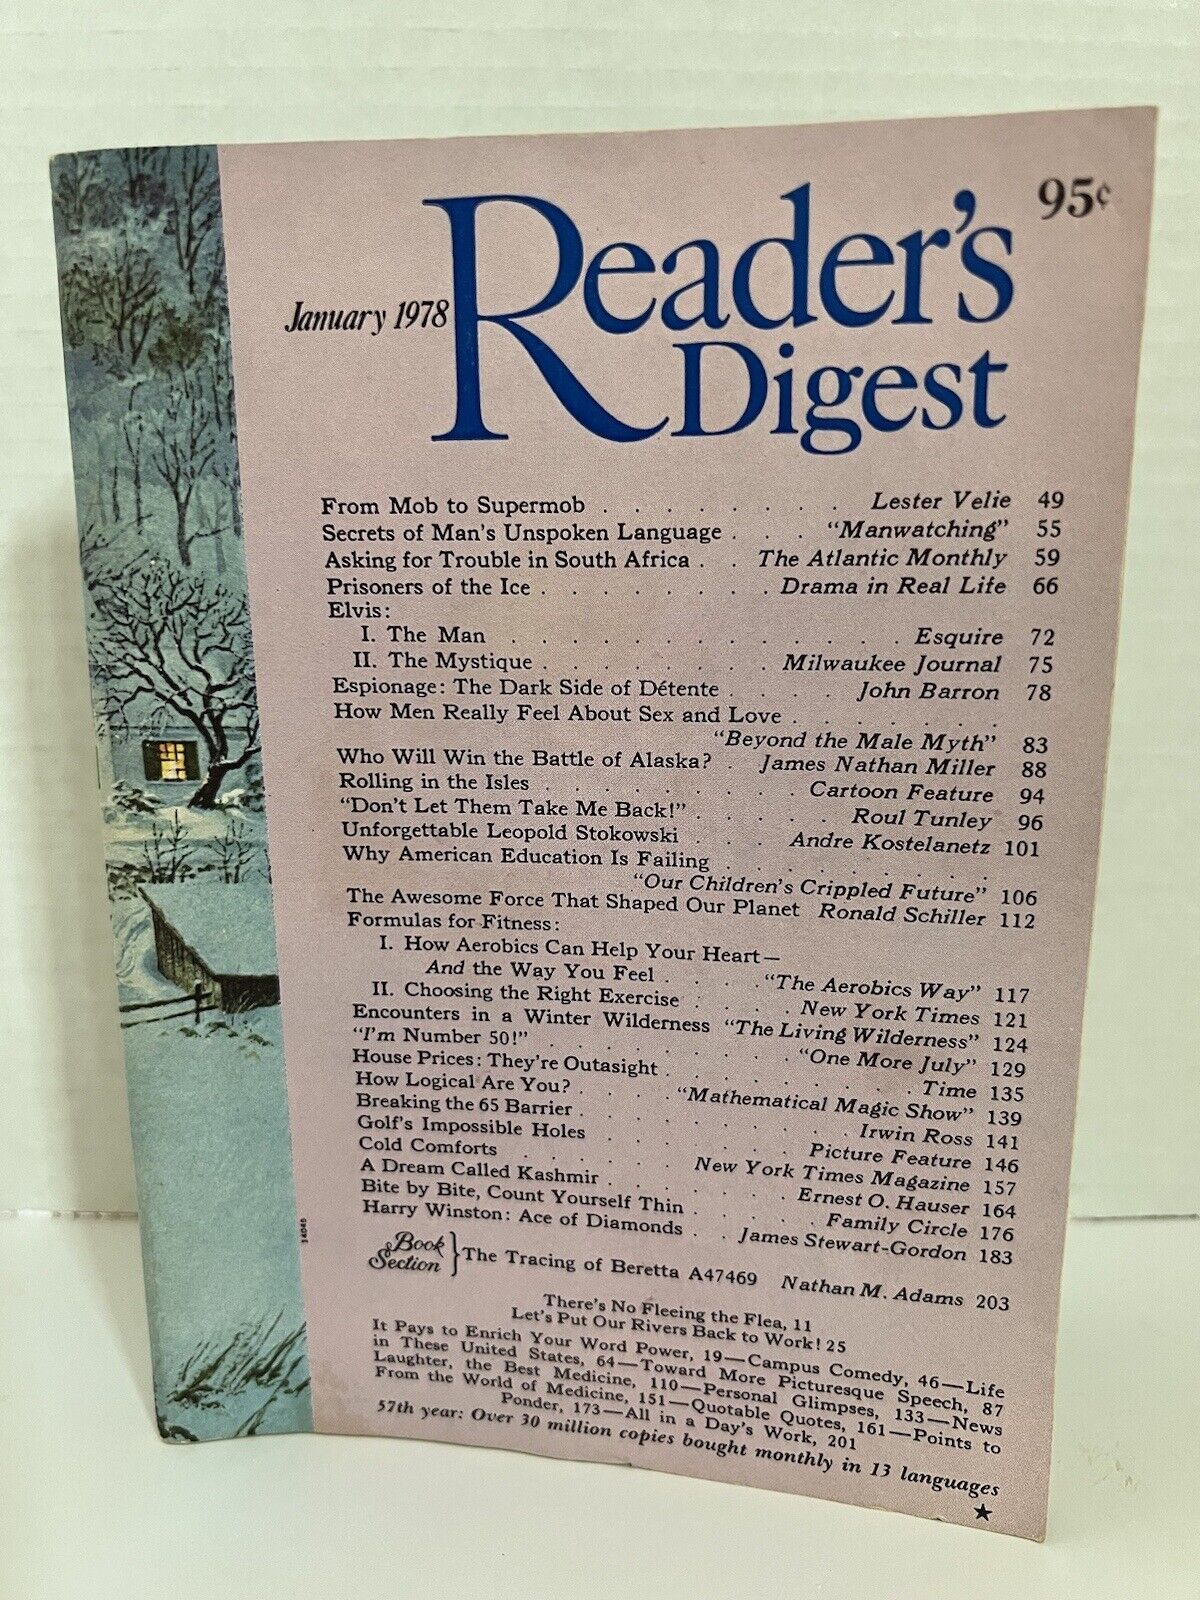 95¢
January 1978
Reader's
Digest
From Mob to Supermob . . . . . . . . Lester Velie 49
Secrets of Man's Unspoken Language . . . "Manwatching" 55
Asking for Trouble in South Africa . . The Atlantic Monthly 59
Prisoners of the Ice . . . . . . . . Drama in Real Life 66
Elvis:
I. The Man . . . . . . . . . . . . . Esquire 72
II. The Mystique . . . . . . . . Milwaukee Journal 75
Espionage: The Dark Side of Détente . . . . John Barron 78
How Men Really Feel About Sex and Love . . . . . . .
"Beyond the Male Myth" 83
Who Will Win the Battle of Alaska? . James Nathan Miller 88
Rolling in the Isles . . . . . . . . . Cartoon Feature 94
"Don't Let Them Take Me Back!" . . . . . Roul Tunley 96
Unforgettable Leopold Stokowski . . . Andre Kostelanetz 101
Why American Education Is Failing . . . . . . . .
"Our Children's Crippled Future" 106
The Awesome Force That Shaped Our Planet Ronald Schiller 112
Formulas for Fitness:
I. How Aerobics Can Help Your Heart—
And the Way You Feel . . . . "The Aerobics Way" 117
II. Choosing the Right Exercise . . . New York Times 121
Encounters in a Winter Wilderness "The Living Wilderness" 124
"I'm Number 50!" . . . . . . . . . "One More July" 129
House Prices: They're Outasight . . . . . . . . Time 135
How Logical Are You? . . . . "Mathematical Magic Show" 139
Breaking the 65 Barrier . . . . . . . . Irwin Ross 141
Golf's Impossible Holes . . . . . . Picture Feature 146
Cold Comforts . . . . . New York Times Magazine 157
A Dream Called Kashmir . . . . . . Ernest O. Hauser 164
Bite by Bite, Count Yourself Thin . . . . Family Circle 176
Harry Winston: Ace of Diamonds . . James Stewart-Gordon 183
Book Section } The Tracing of Beretta A47469 Nathan M. Adams 203
There's No Fleeing the Flea, 11
Let's Put Our Rivers Back to Work! 25
It Pays to Enrich Your Word Power, 19—Campus Comedy, 46—Life
in These United States, 64—Toward More Picturesque Speech, 87
Laughter, the Best Medicine, 110—Personal Glimpses, 133—News
From the World of Medicine, 151—Quotable Quotes, 161—Points to
Ponder, 173—All in a Day's Work, 201
57th year: Over 30 million copies bought monthly in 13 languages
★
14046